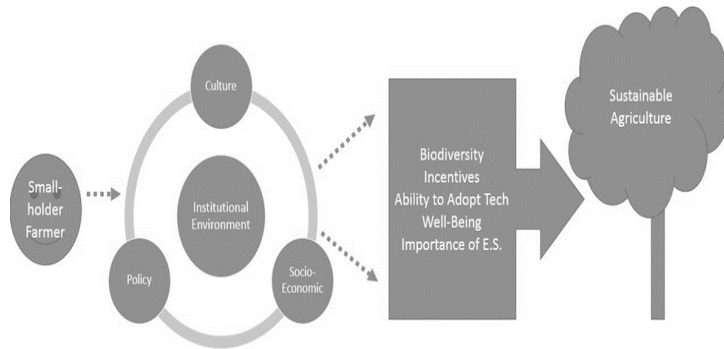 Small-
holder
Farmer
Culture
Institutional
Environment
Policy
Socio-
Economic
Biodiversity
Incentives
Ability to Adopt Tech
Well-Being
Importance of E.S.
Sustainable
Agriculture